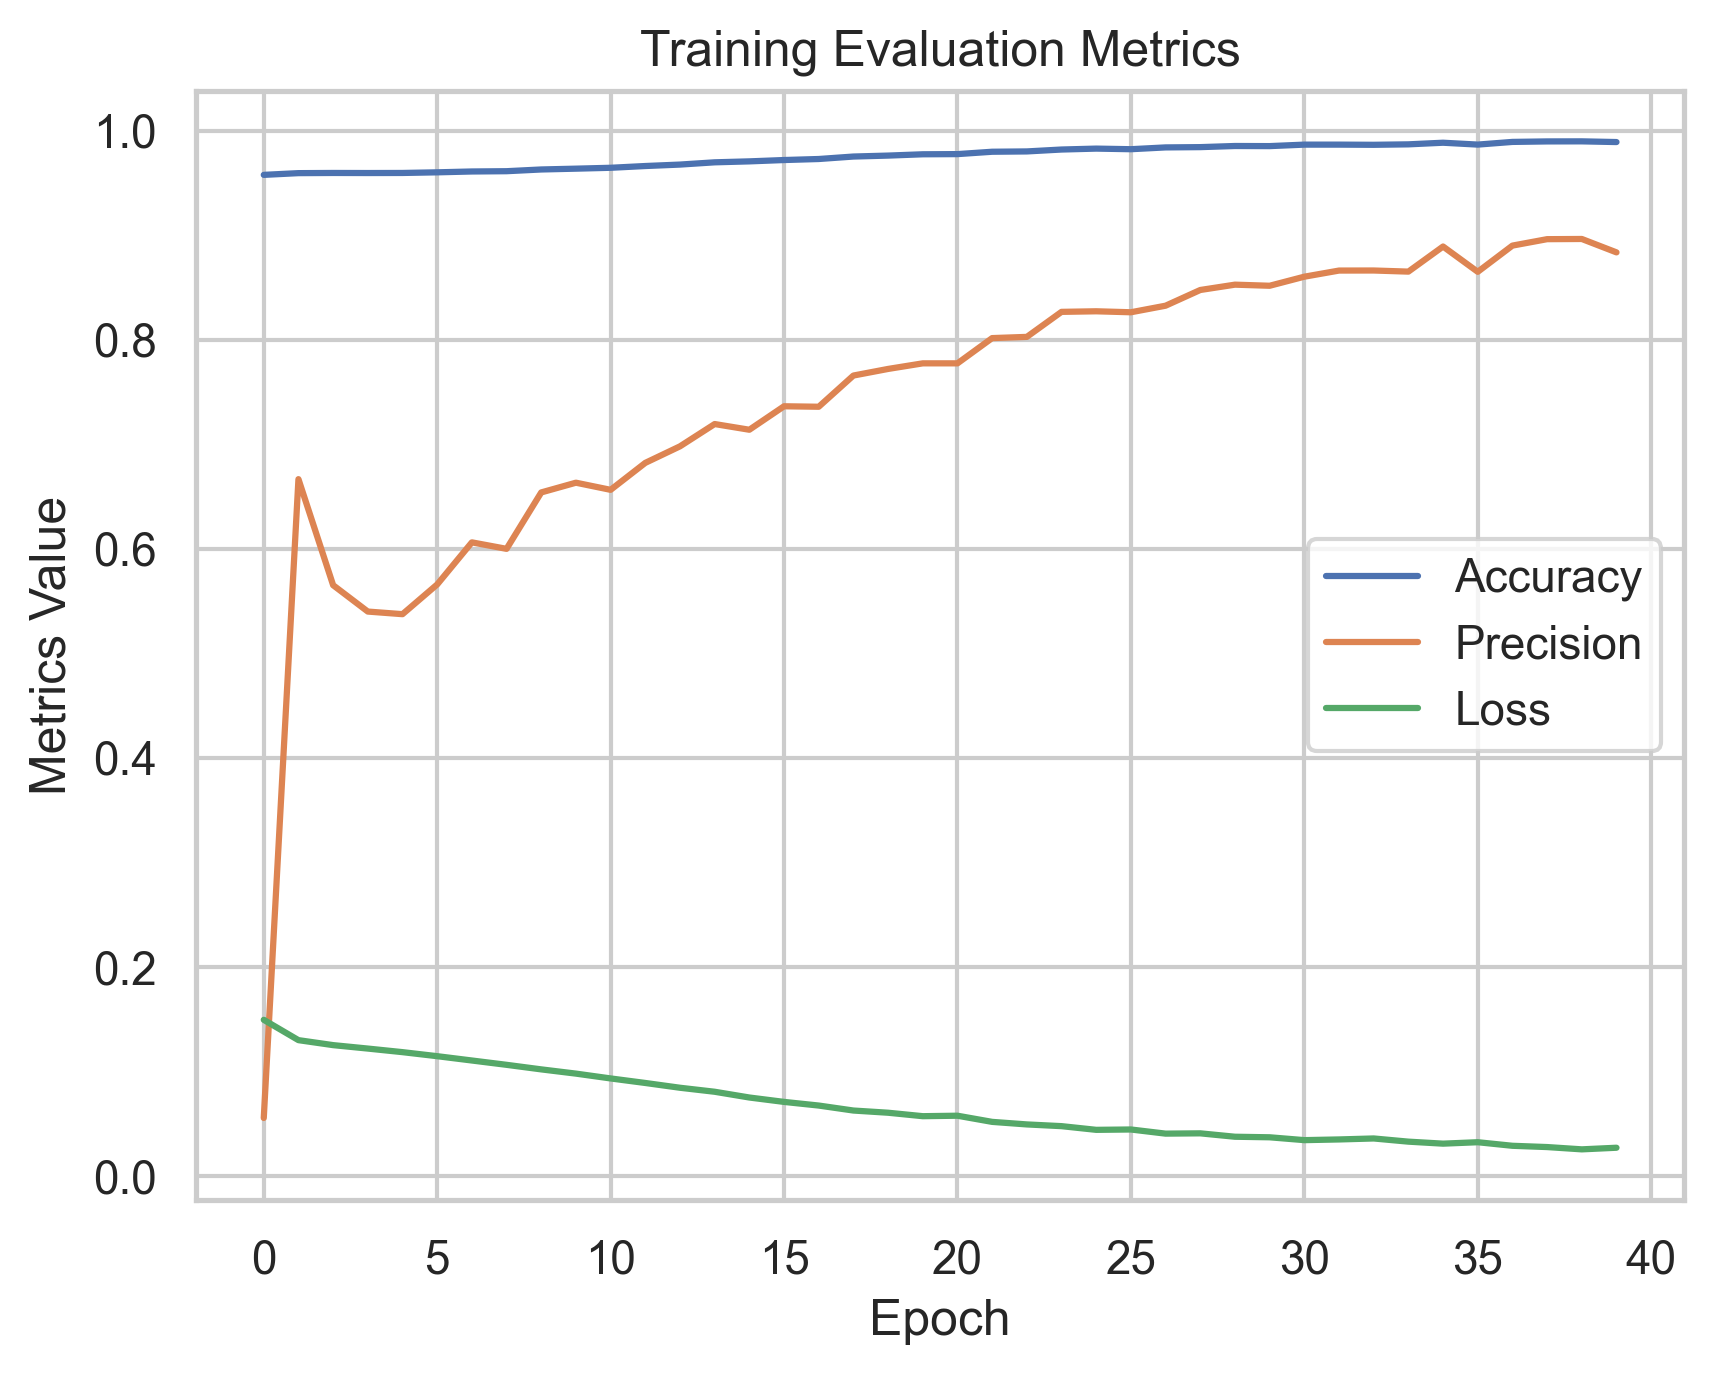 Training Evaluation Metrics
1.0
0.8
0.6
0.4
0.2
0.0
Metrics Value
Accuracy
Precision
Loss
0 5 10 15 20 25 30 35 40
Epoch